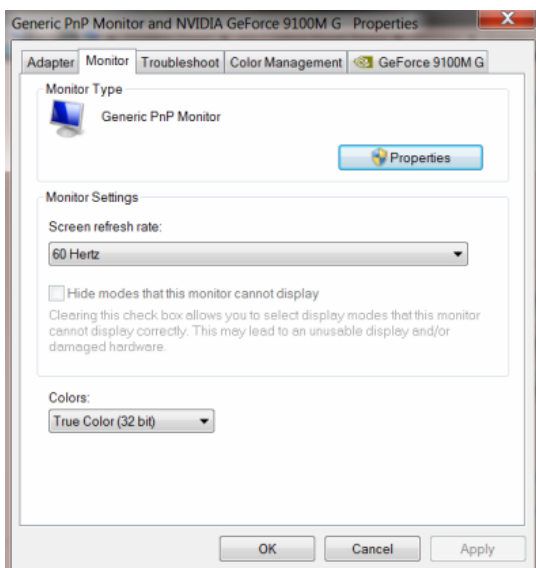 Generic PnP Monitor and NVIDIA GeForce 9100M G Properties
Adapter Monitor Troubleshoot Color Management GeForce 9100M G
Monitor Type
Generic PnP Monitor
Properties
Monitor Settings
Screen refresh rate:
60 Hertz
Hide modes that this monitor cannot display
Clearing this check box allows you to select display modes that this monitor
cannot display correctly. This may lead to an unusable display and/or
damaged hardware.
Colors:
True Color (32 bit)
OK Cancel Apply